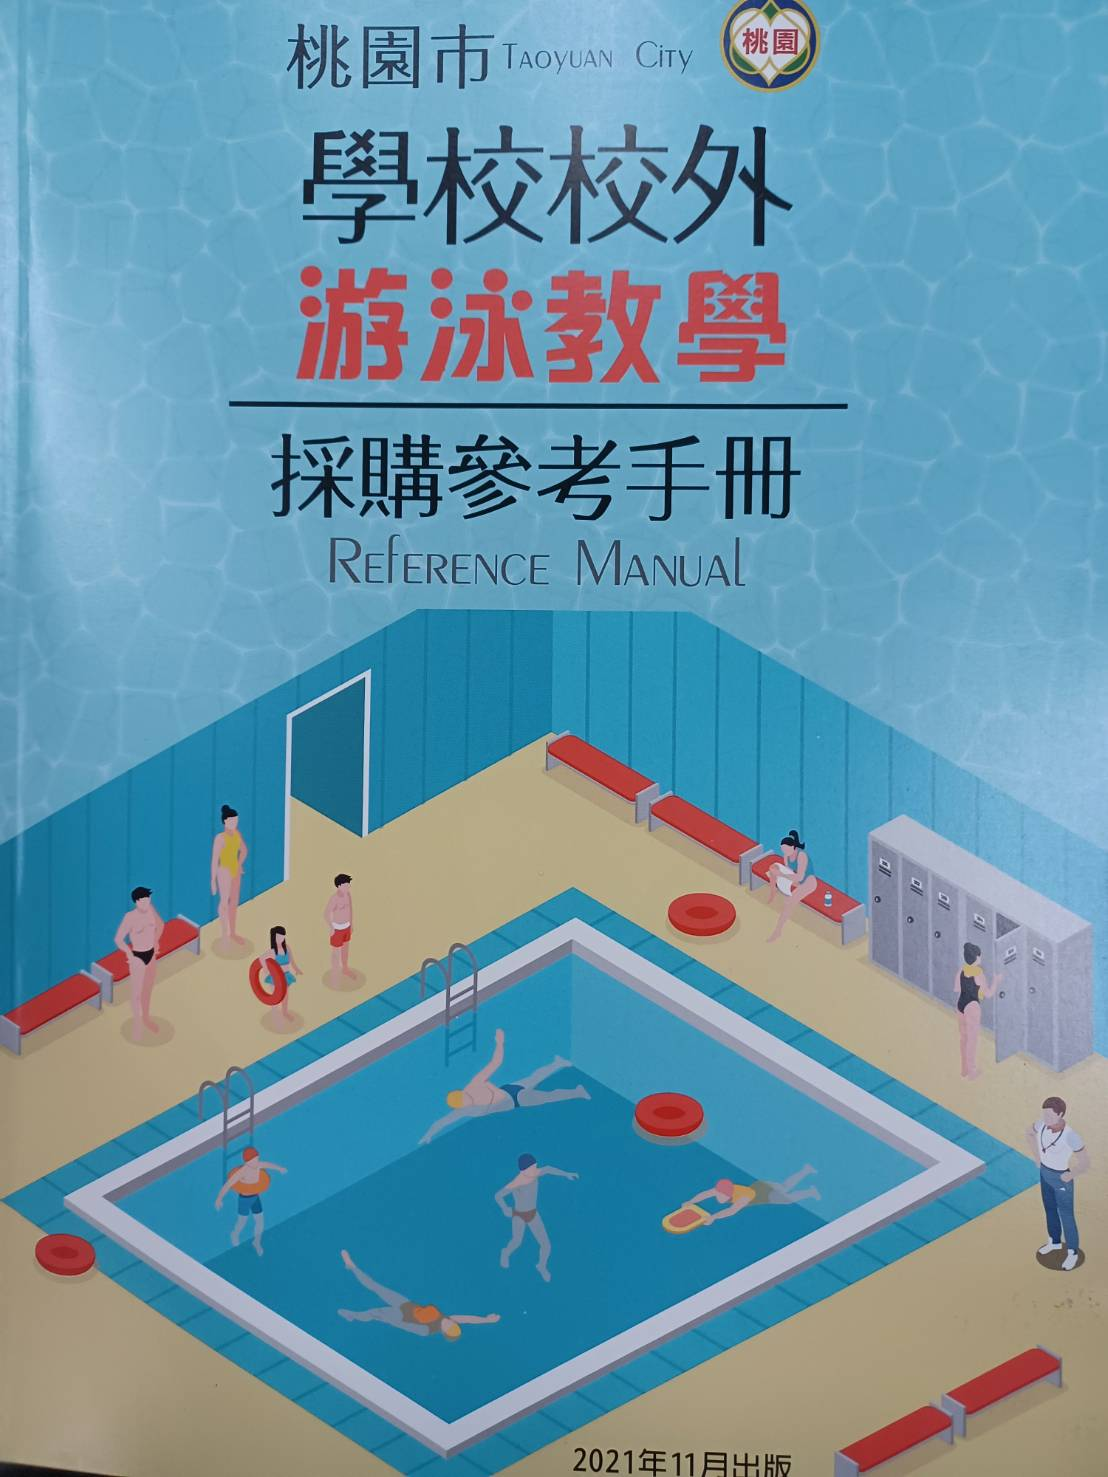 桃園市 TAOYUAN CITY 桃園
學校校外
游泳教學
採購參考手冊
REFERENCE MANUAL
2021年11月出版